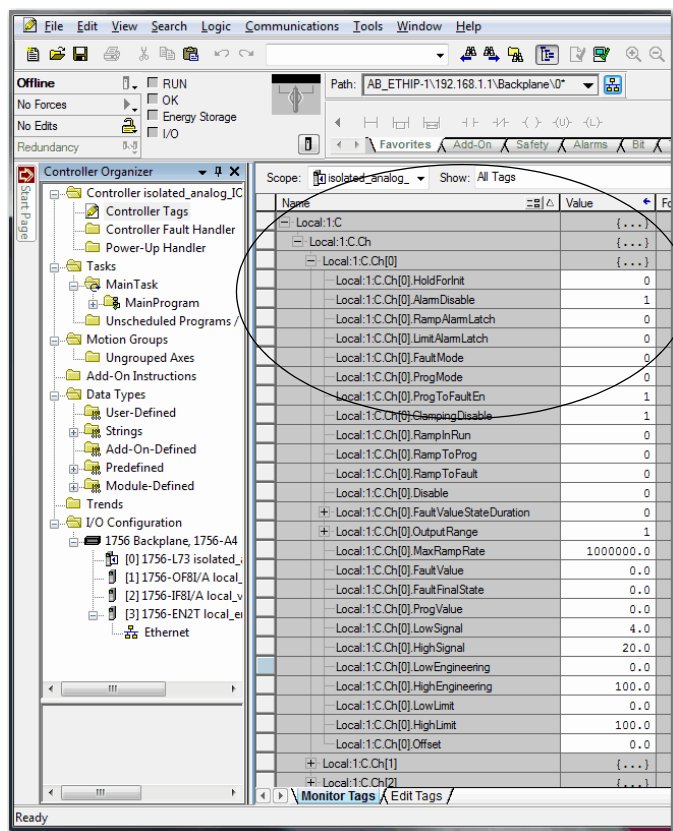 File Edit View Search Logic Communications Tools Window Help
Offline
RUN
No Forces
OK
No Edits
Energy Storage
Redundancy
I/O
Path: AB_ETHIP-1\192.168.1.1\Backplane\0*
Favorites Add-On Safety Alarms Bit
Start Page
Controller Organizer
Controller isolated_analog_IC
Controller Tags
Controller Fault Handler
Power-Up Handler
Tasks
MainTask
MainProgram
Unscheduled Programs /
Motion Groups
Ungrouped Axes
Add-On Instructions
Data Types
User-Defined
Strings
Add-On-Defined
Predefined
Module-Defined
Trends
I/O Configuration
1756 Backplane, 1756-A4
[0] 1756-L73 isolated_
[1] 1756-OF8I/A local_
[2] 1756-IF8I/A local_v
[3] 1756-EN2T local_
Ethernet
Scope: isolated_analog_ Show: All Tags
Name Value Fo
Local:1:C {...}
Local:1:C.Ch {...}
Local:1:C.Ch[0] {...}
Local:1:C.Ch[0].HoldForInit 0
Local:1:C.Ch[0].AlarmDisable 1
Local:1:C.Ch[0].RampAlarmLatch 0
Local:1:C.Ch[0].LimitAlarmLatch 0
Local:1:C.Ch[0].FaultMode 0
Local:1:C.Ch[0].ProgMode 0
Local:1:C.Ch[0].ProgToFaultEn 1
Local:1:C.Ch[0].ClampingDisable 1
Local:1:C.Ch[0].RampInRun 0
Local:1:C.Ch[0].RampToProg 0
Local:1:C.Ch[0].RampToFault 0
Local:1:C.Ch[0].Disable 0
Local:1:C.Ch[0].FaultValueStateDuration 0
Local:1:C.Ch[0].OutputRange 1
Local:1:C.Ch[0].MaxRampRate 1000000.0
Local:1:C.Ch[0].FaultValue 0.0
Local:1:C.Ch[0].FaultFinalState 0.0
Local:1:C.Ch[0].ProgValue 0.0
Local:1:C.Ch[0].LowSignal 4.0
Local:1:C.Ch[0].HighSignal 20.0
Local:1:C.Ch[0].LowEngineering 0.0
Local:1:C.Ch[0].HighEngineering 100.0
Local:1:C.Ch[0].LowLimit 0.0
Local:1:C.Ch[0].HighLimit 100.0
Local:1:C.Ch[0].Offset 0.0
Local:1:C.Ch[1] {...}
Local:1:C.Ch[2] {...}
Monitor Tags Edit Tags
Ready